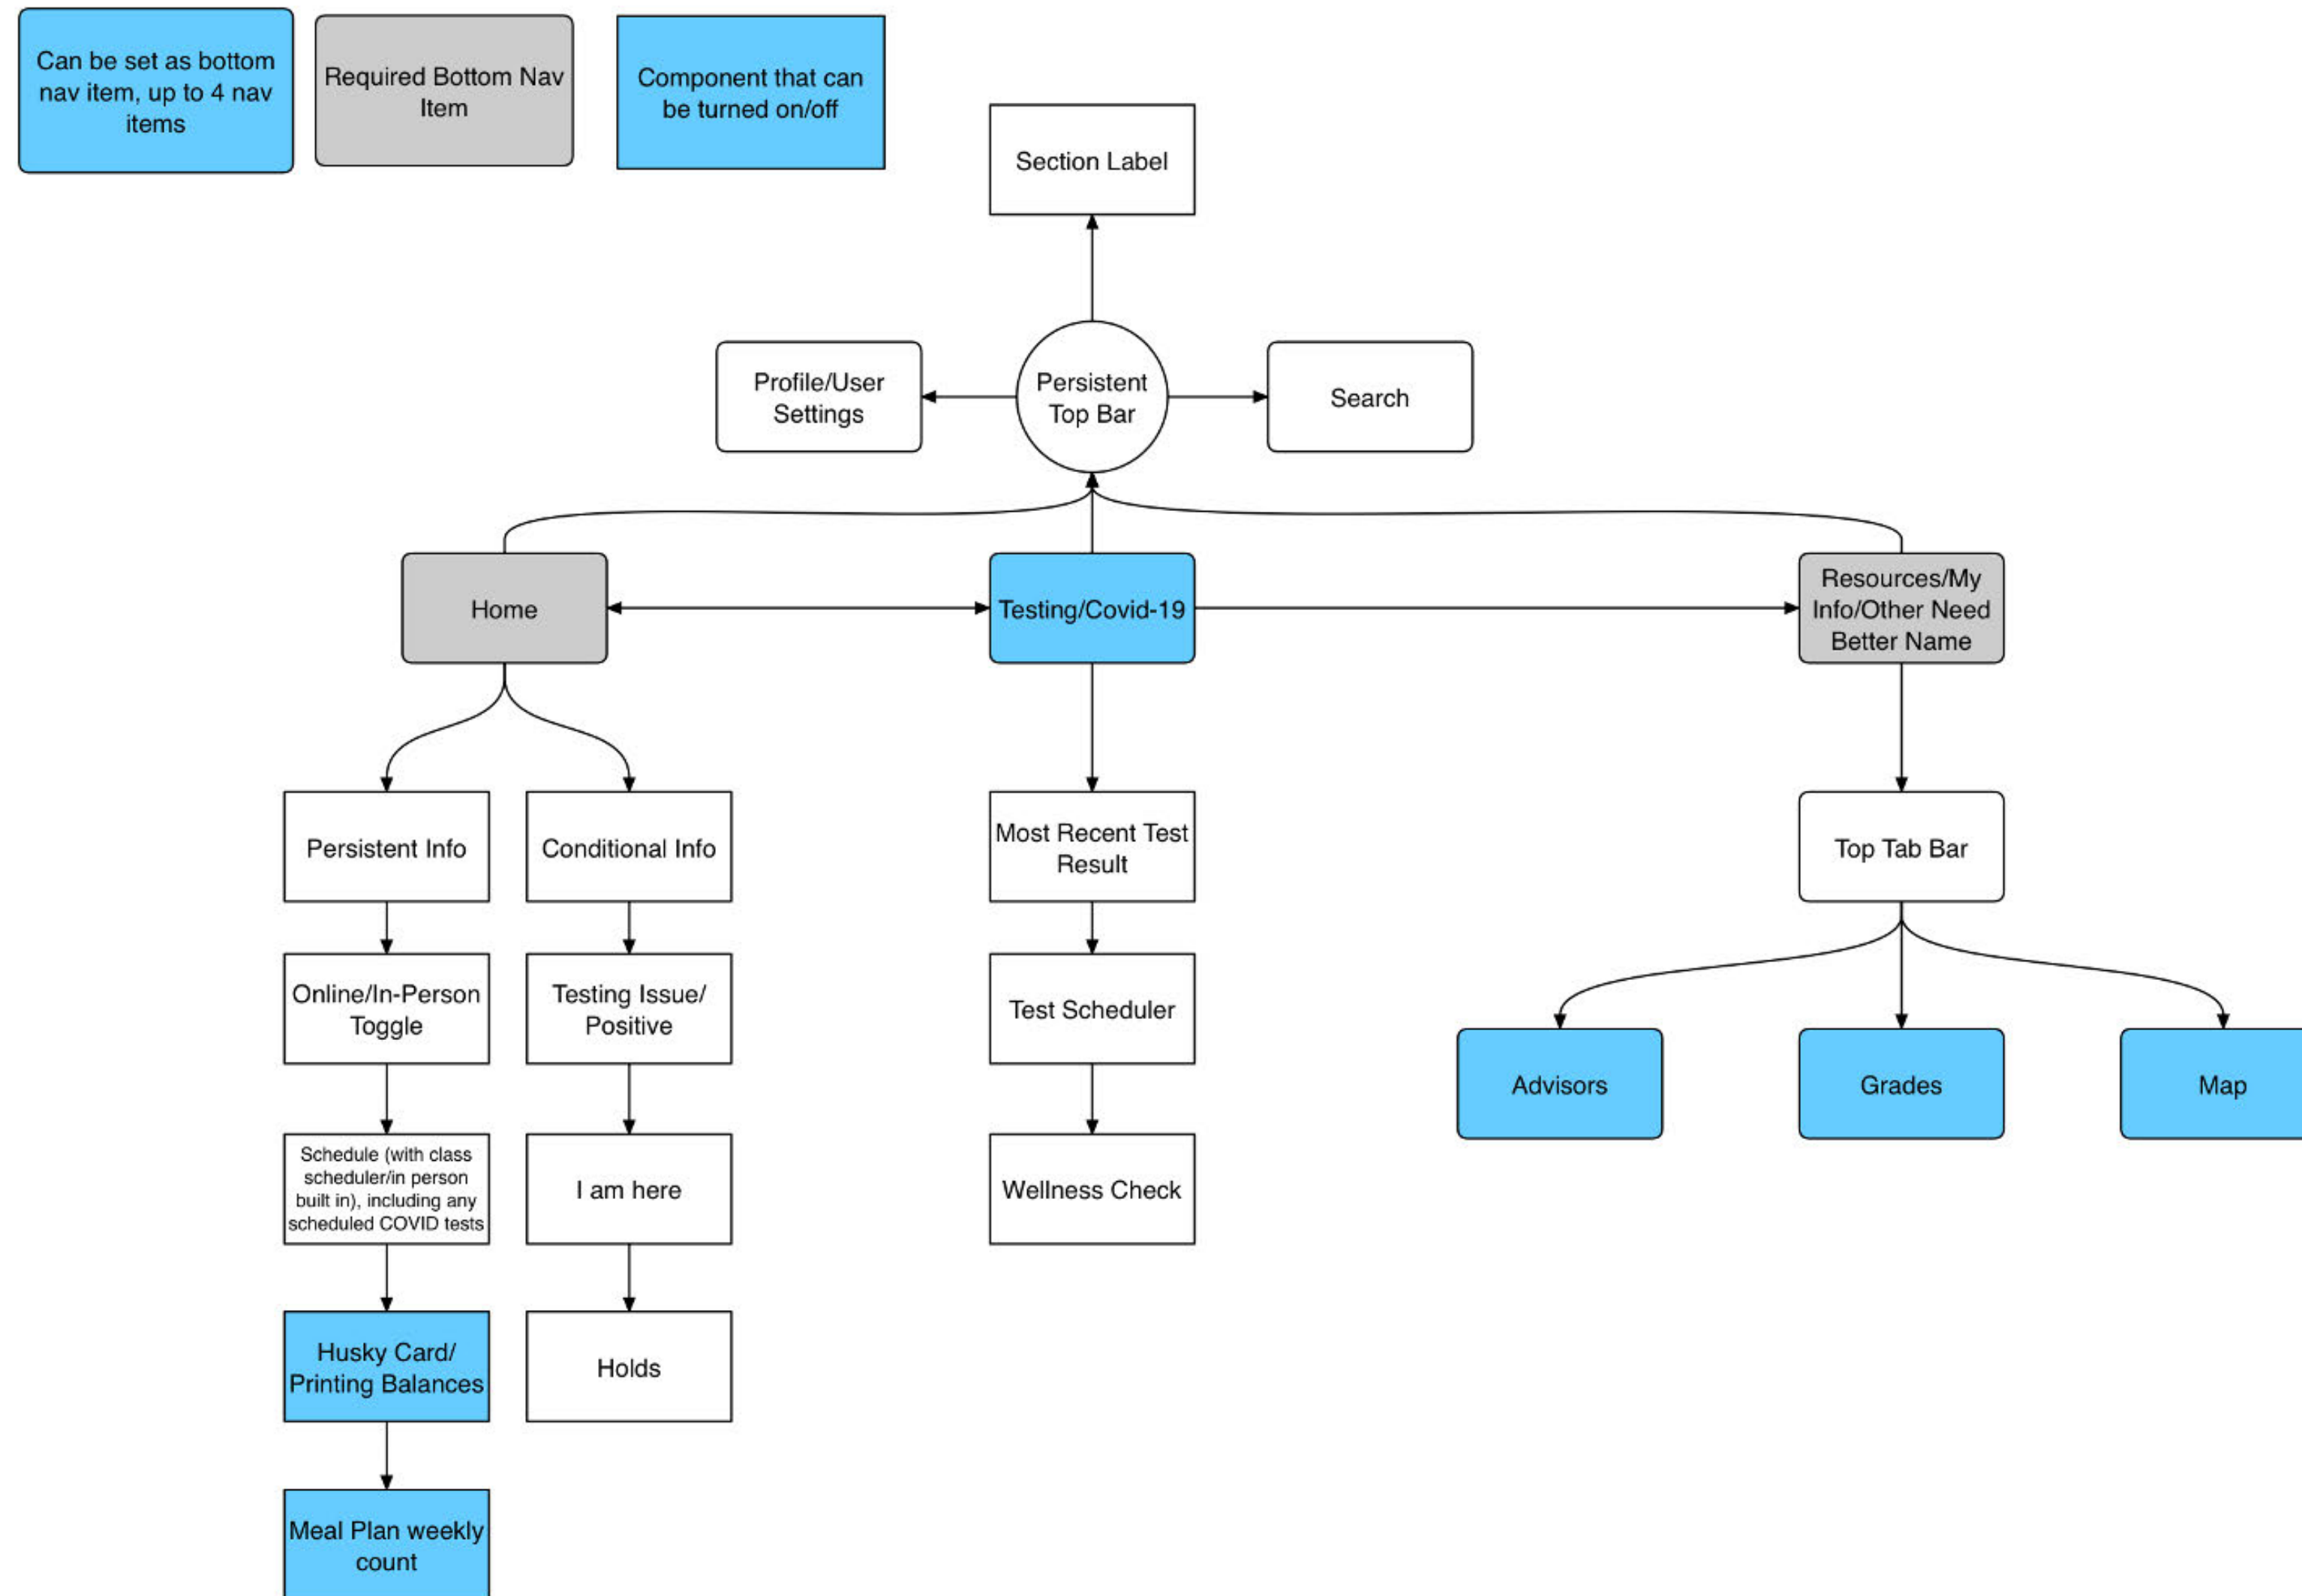 Can be set as bottom
nav item, up to 4 nav
items
Required Bottom Nav
Item
Component that can
be turned on/off
Section Label
Profile/User
Settings
Persistent
Top Bar
Search
Home
Testing/Covid-19
Resources/My
Info/Other Need
Better Name
Persistent Info
Conditional Info
Most Recent Test
Result
Top Tab Bar
Online/In-Person
Toggle
Testing Issue/
Positive
Test Scheduler
Advisors
Grades
Map
Schedule (with class
scheduler/in person
built in), including any
scheduled COVID tests
I am here
Wellness Check
Husky Card/
Printing Balances
Holds
Meal Plan weekly
count